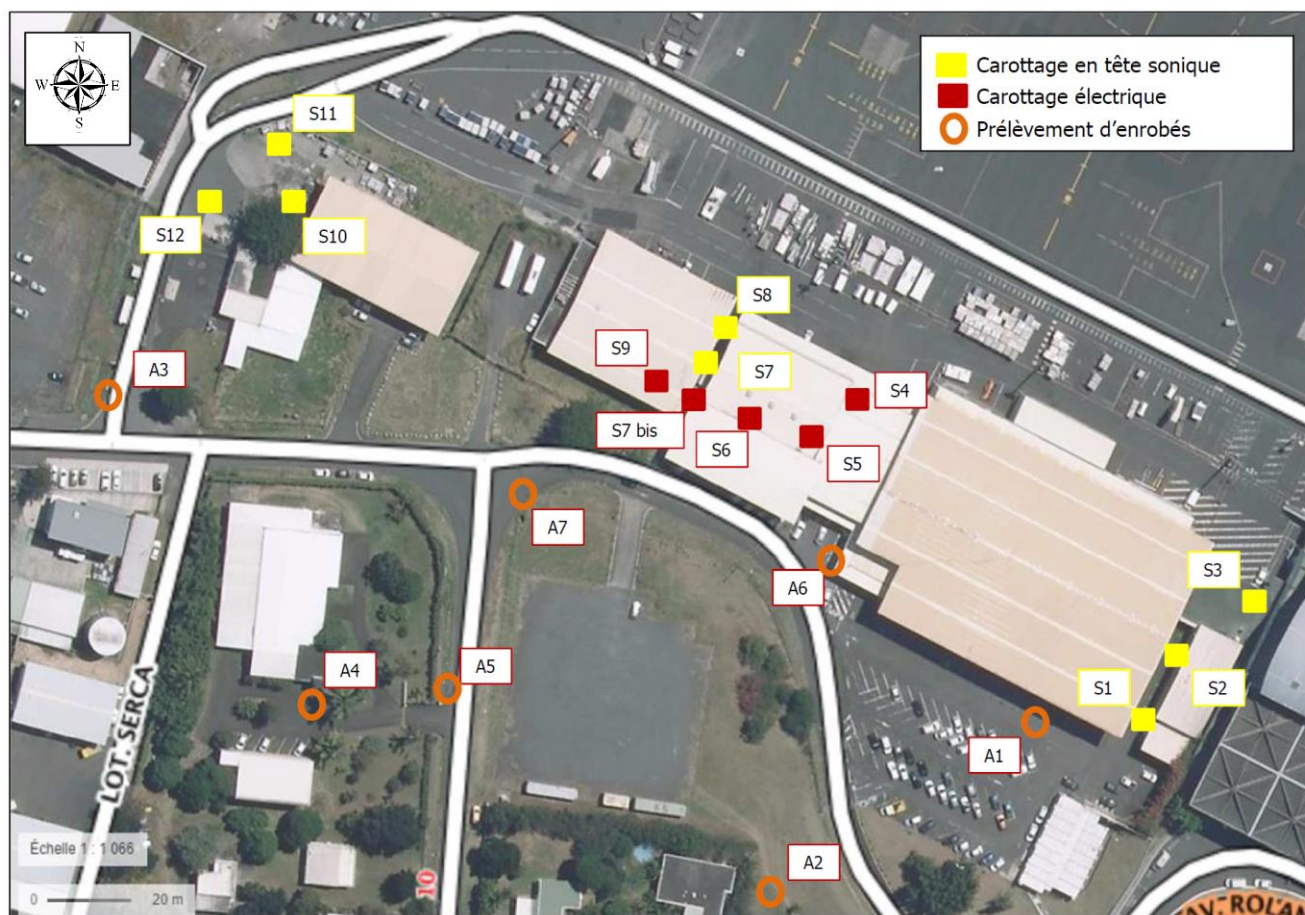 N
W E
S
Carottage en tête sonique
Carottage électrique
Prélèvement d'enrobés
S11
S12
S10
S8
S9
S7
S4
A3
S7 bis
S6
S5
A7
S3
A6
A5
A4
S1
S2
A1
LOT. SERCA
Échelle 1 : 1 066
A2
10
0 20 m
AV-ROLAN